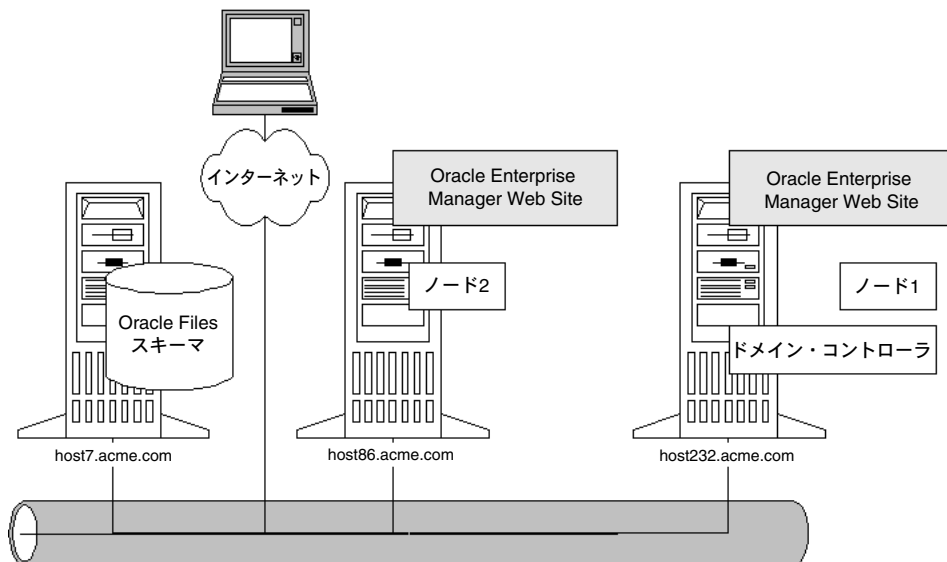 インターネット
Oracle Enterprise
Manager Web Site
Oracle Enterprise
Manager Web Site
Oracle Files
スキーマ
ノード2
ノード1
ドメイン・コントローラ
host7.acme.com
host86.acme.com
host232.acme.com